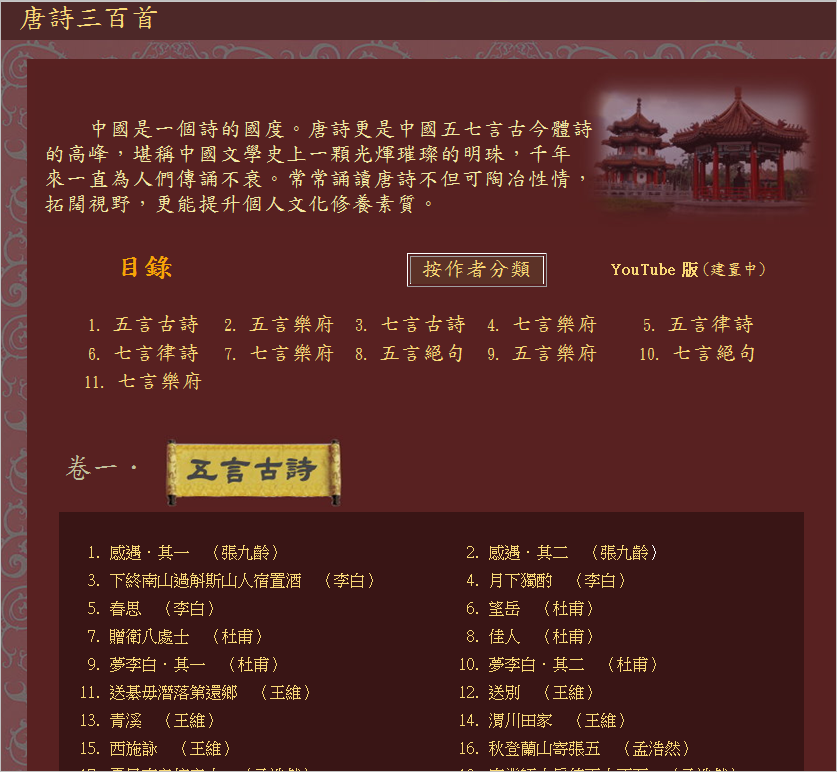 唐詩三百首
中國是一個詩的國度。唐詩更是中國五七言古今體詩
的高峰，堪稱中國文學史上一顆光煇璀璨的明珠，千年
來一直為人們傳誦不衰。常常誦讀唐詩不但可陶冶性情，
拓闊視野，更能提升個人文化修養素質。
目錄 按作者分類 YouTube 版(建置中)
1. 五言古詩 2. 五言樂府 3. 七言古詩 4. 七言樂府 5. 五言律詩
6. 七言律詩 7. 七言樂府 8. 五言絕句 9. 五言樂府 10. 七言絕句
11. 七言樂府
卷一． 五言古詩
1. 感遇．其一 （張九齡） 2. 感遇．其二 （張九齡）
3. 下終南山過斛斯山人宿置酒 （李白） 4. 月下獨酌 （李白）
5. 春思 （李白） 6. 望岳 （杜甫）
7. 贈衛八處士 （杜甫） 8. 佳人 （杜甫）
9. 夢李白．其一 （杜甫） 10. 夢李白．其二 （杜甫）
11. 送綦毋潛落第還鄉 （王維） 12. 送別 （王維）
13. 青溪 （王維） 14. 渭川田家 （王維）
15. 西施詠 （王維） 16. 秋登蘭山寄張五 （孟浩然）